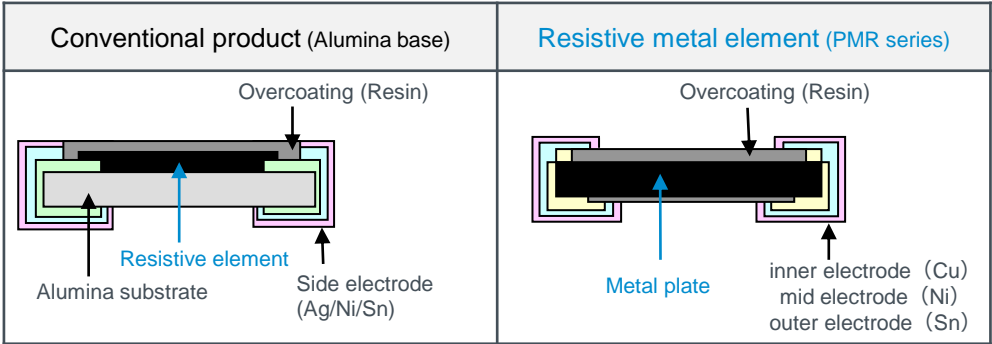 Conventional product (Alumina base)
Resistive metal element (PMR series)
Overcoating (Resin)
Resistive element
Alumina substrate
Side electrode
(Ag/Ni/Sn)
Overcoating (Resin)
Metal plate
inner electrode（Cu）
mid electrode（Ni）
outer electrode（Sn）